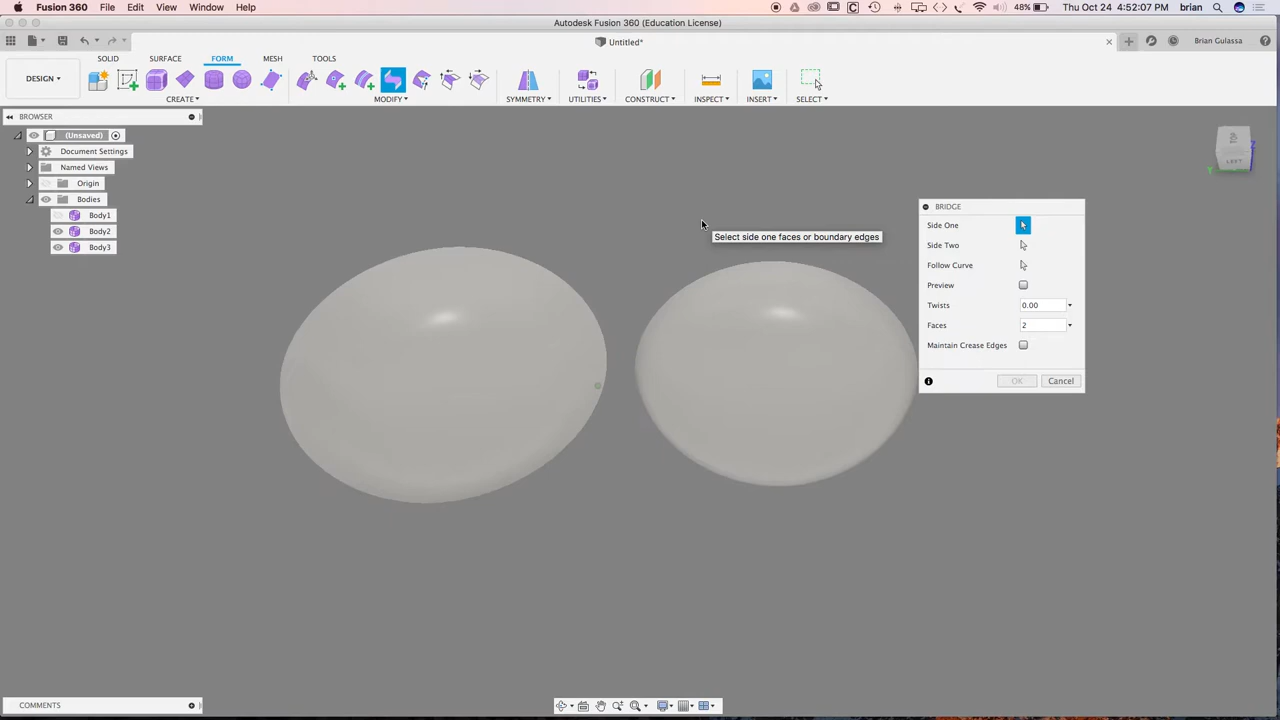 Fusion 360 File Edit View Window Help 48% Thu Oct 24 4:52:07 PM brian
Autodesk Fusion 360 (Education License)
Untitled*
Brian Gulassa
DESIGN
SOLID SURFACE FORM MESH TOOLS
CREATE MODIFY SYMMETRY UTILITIES CONSTRUCT INSPECT INSERT SELECT
BROWSER
(Unsaved)
Document Settings
Named Views
Origin
Bodies
Body1
Body2
Body3
LEFT
Select side one faces or boundary edges
BRIDGE
Side One
Side Two
Follow Curve
Preview
Twists 0.00
Faces 2
Maintain Crease Edges
OK Cancel
COMMENTS